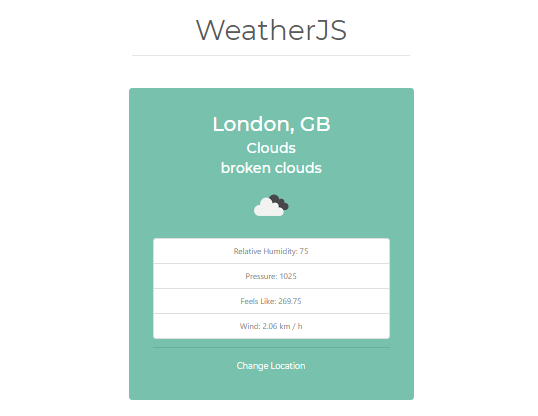 WeatherJS
London, GB
Clouds
broken clouds
Relative Humidity: 75
Pressure: 1025
Feels Like: 269.75
Wind: 2.06 km / h
Change Location